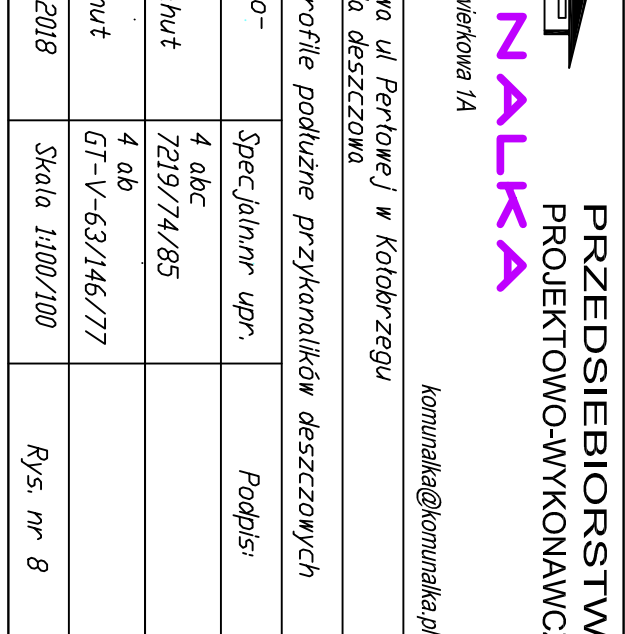 PRZEDSIEBIORSTW
PROJEKTOWO-WYKONAWC
NALKA
wierkowa 1A
komunalka@komunalka.pl
wa ul Perłowej w Kołobrzegu
a deszczowa
rofile podłużne przykanalików deszczowych
o- Specjaln.nr upr. Podpis:
hut 4 abc
7219/74/85
hut 4 ab
GT-V-63/146/77
2018 Skala 1:100/100 Rys. nr 8